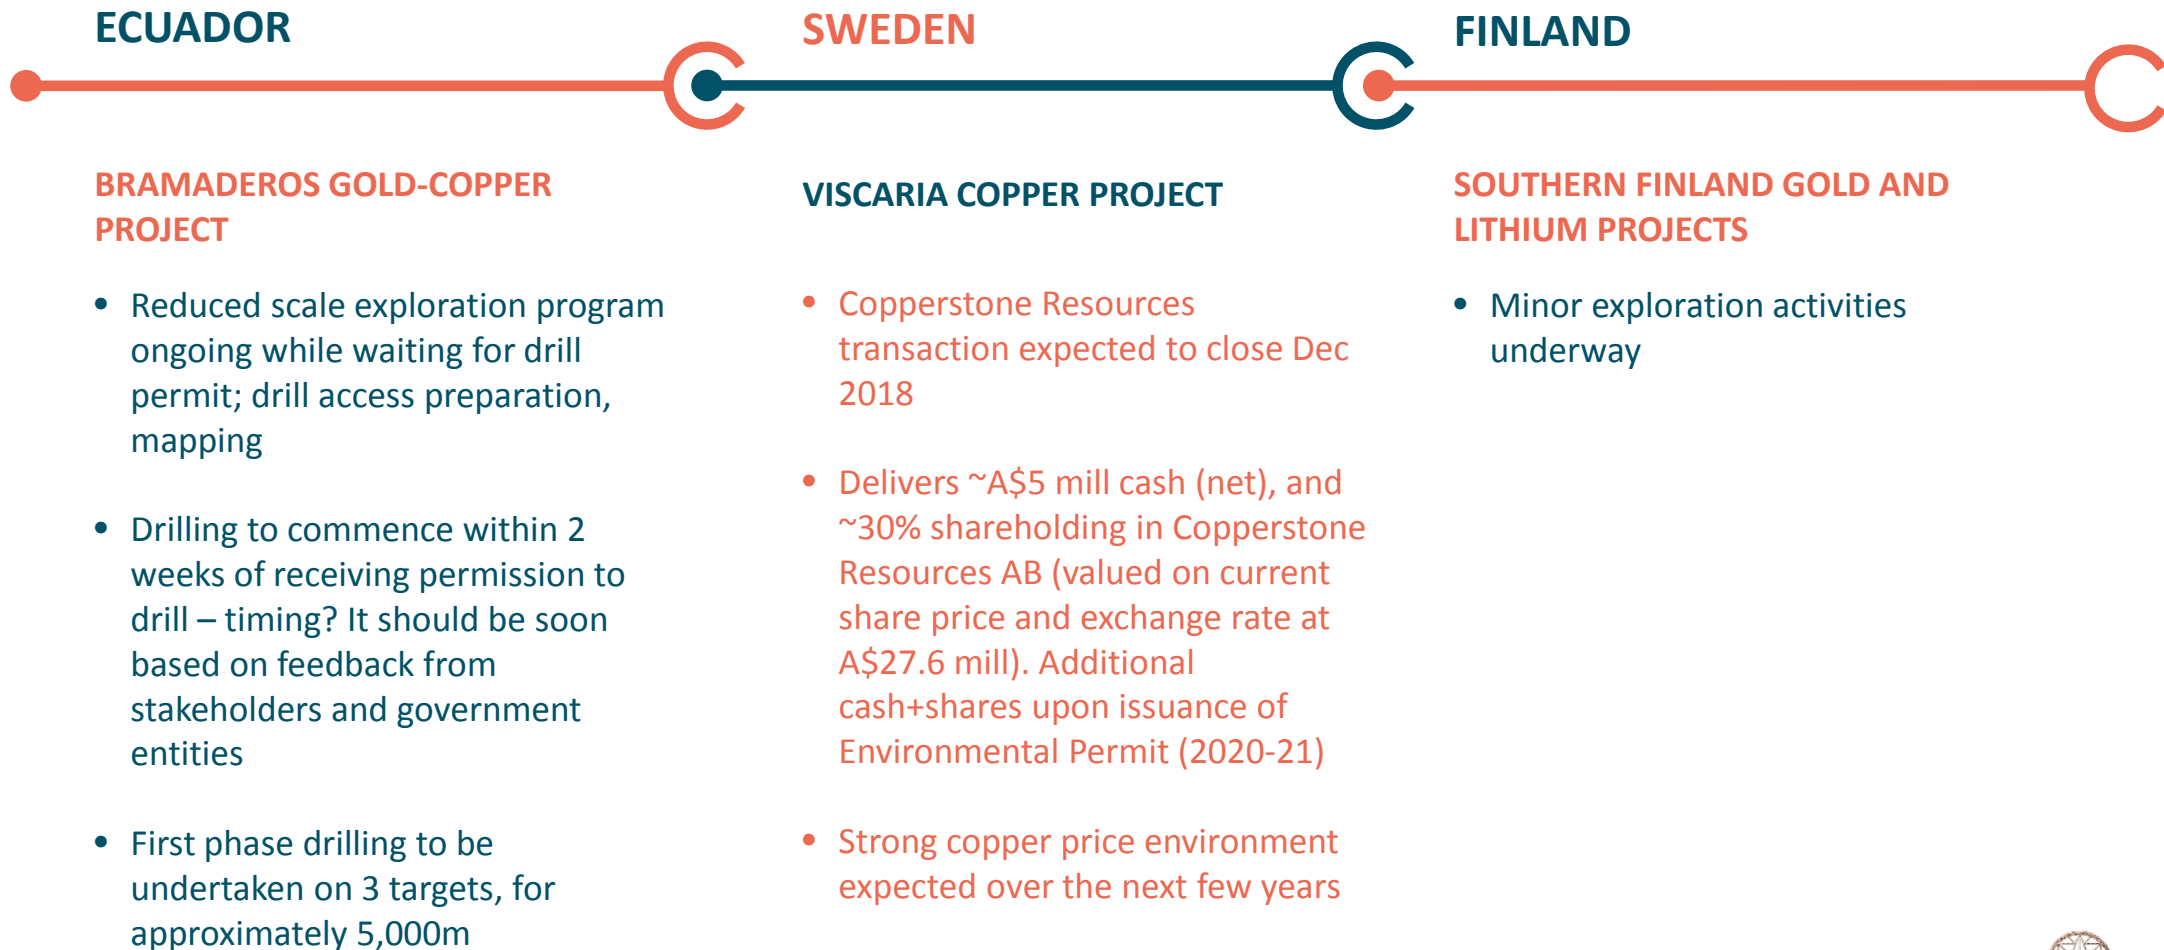 ECUADOR
BRAMADEROS GOLD-COPPER
PROJECT
• Reduced scale exploration program
ongoing while waiting for drill
permit; drill access preparation,
mapping
• Drilling to commence within 2
weeks of receiving permission to
drill – timing? It should be soon
based on feedback from
stakeholders and government
entities
• First phase drilling to be
undertaken on 3 targets, for
approximately 5,000m
SWEDEN
VISCARIA COPPER PROJECT
• Copperstone Resources
transaction expected to close Dec
2018
• Delivers ~A$5 mill cash (net), and
~30% shareholding in Copperstone
Resources AB (valued on current
share price and exchange rate at
A$27.6 mill). Additional
cash+shares upon issuance of
Environmental Permit (2020-21)
• Strong copper price environment
expected over the next few years
FINLAND
SOUTHERN FINLAND GOLD AND
LITHIUM PROJECTS
• Minor exploration activities
underway